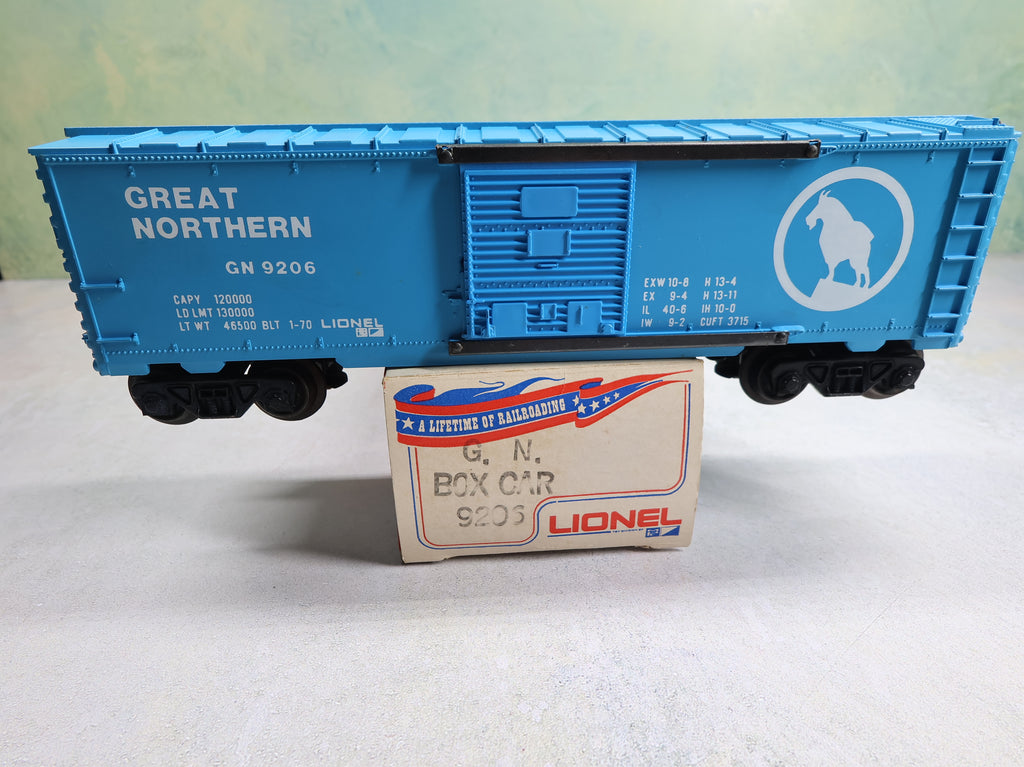 GREAT
NORTHERN
GN 9206
CAPY 120000
LD LMT 130000
LT WT 46500 BLT 1-70 LIONEL
EXW 10-8 H 13-4
EX 9-4 H 13-11
IL 40-6 IH 10-0
IW 9-2 CUFT 3715
A LIFETIME OF RAILROADING
G. N.
BOX CAR
9206
LIONEL